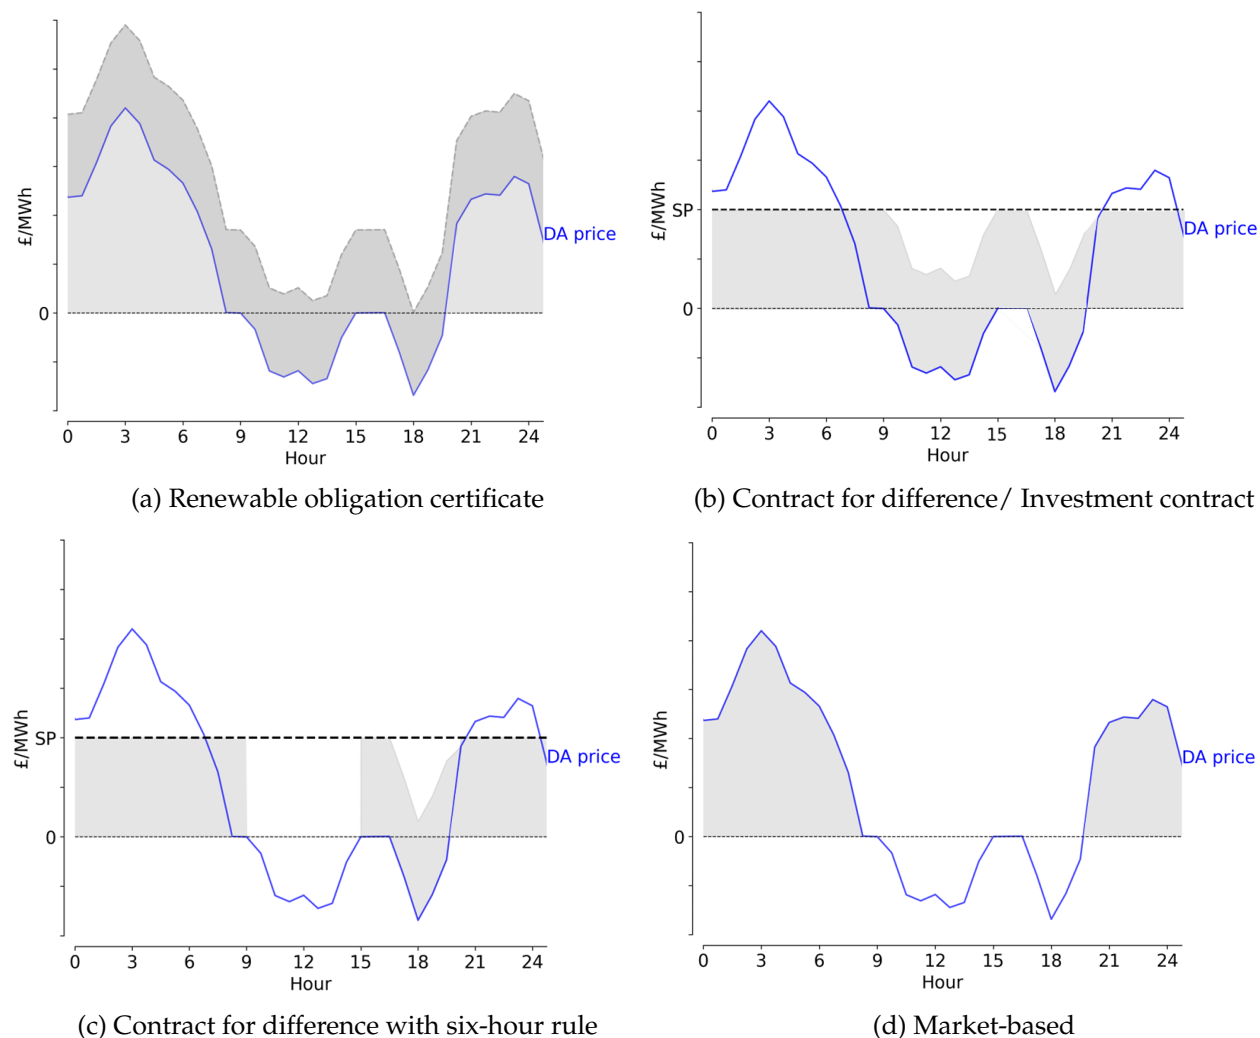 £/MWh
0
DA price
0 3 6 9 12 15 18 21 24
Hour
(a) Renewable obligation certificate
£/MWh
SP
0
DA price
0 3 6 9 12 15 18 21 24
Hour
(b) Contract for difference/ Investment contract
£/MWh
SP
0
DA price
0 3 6 9 12 15 18 21 24
Hour
(c) Contract for difference with six-hour rule
£/MWh
0
DA price
0 3 6 9 12 15 18 21 24
Hour
(d) Market-based